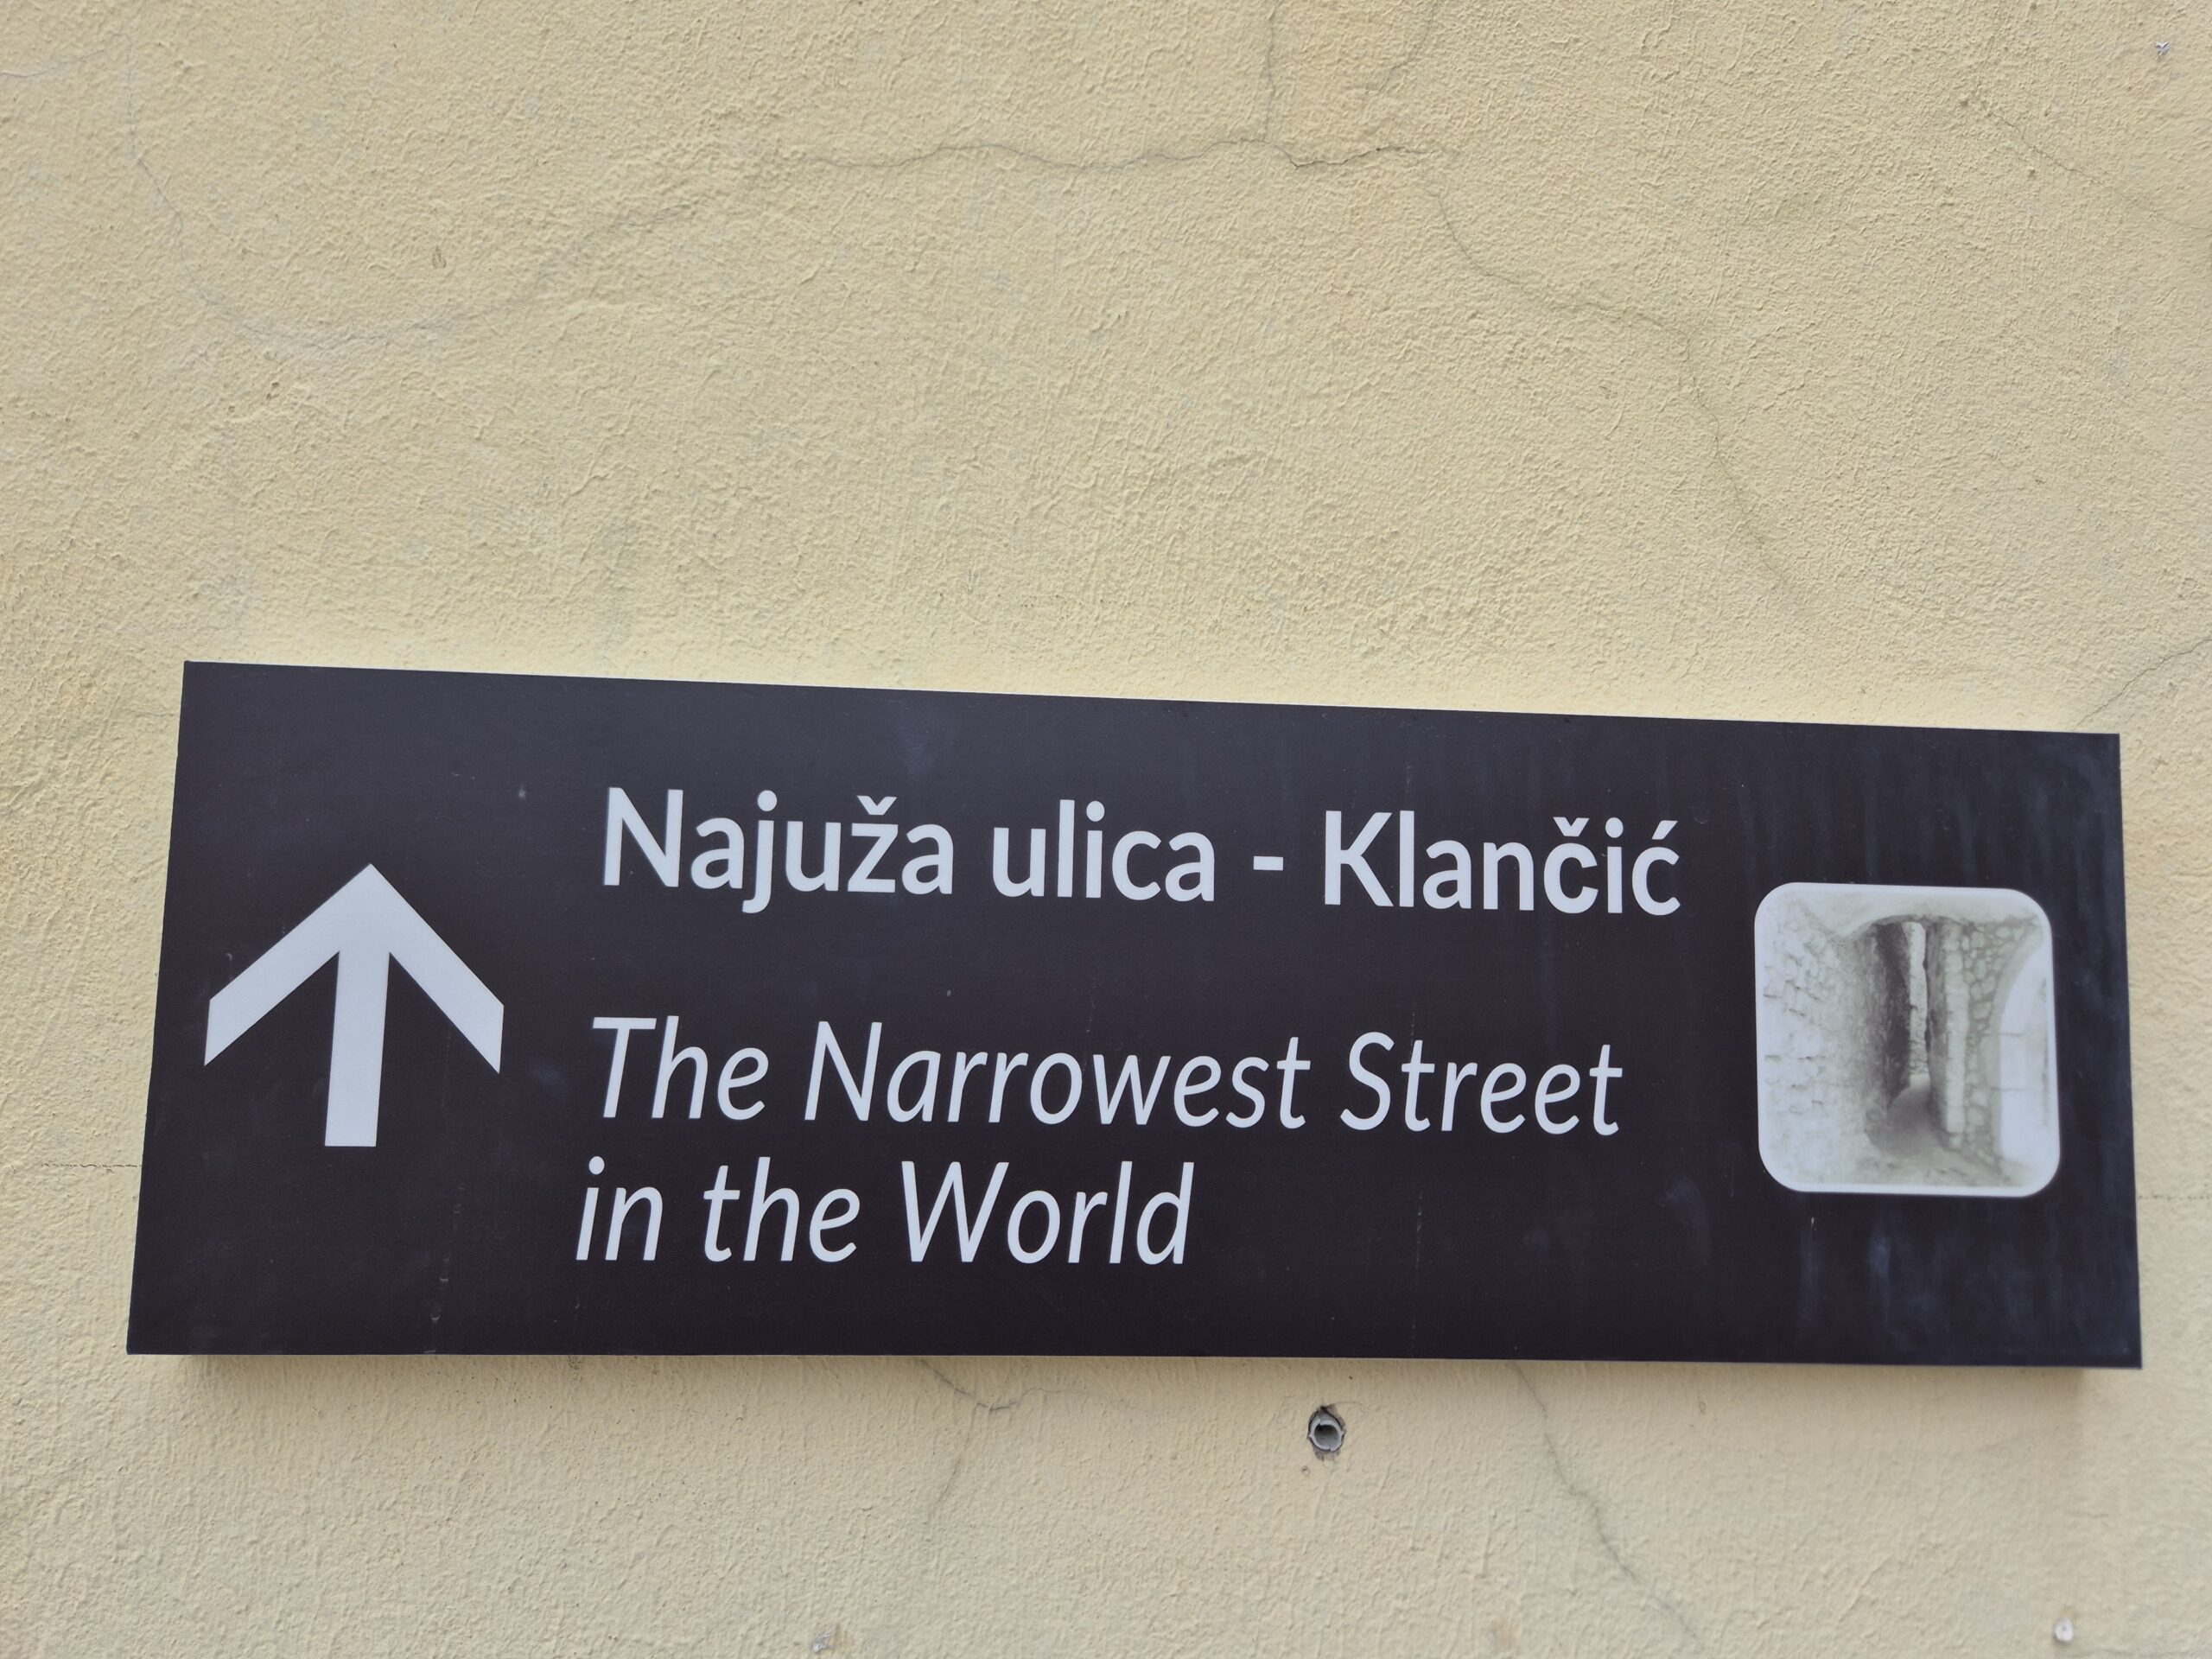 Najuža ulica - Klančić
The Narrowest Street
in the World